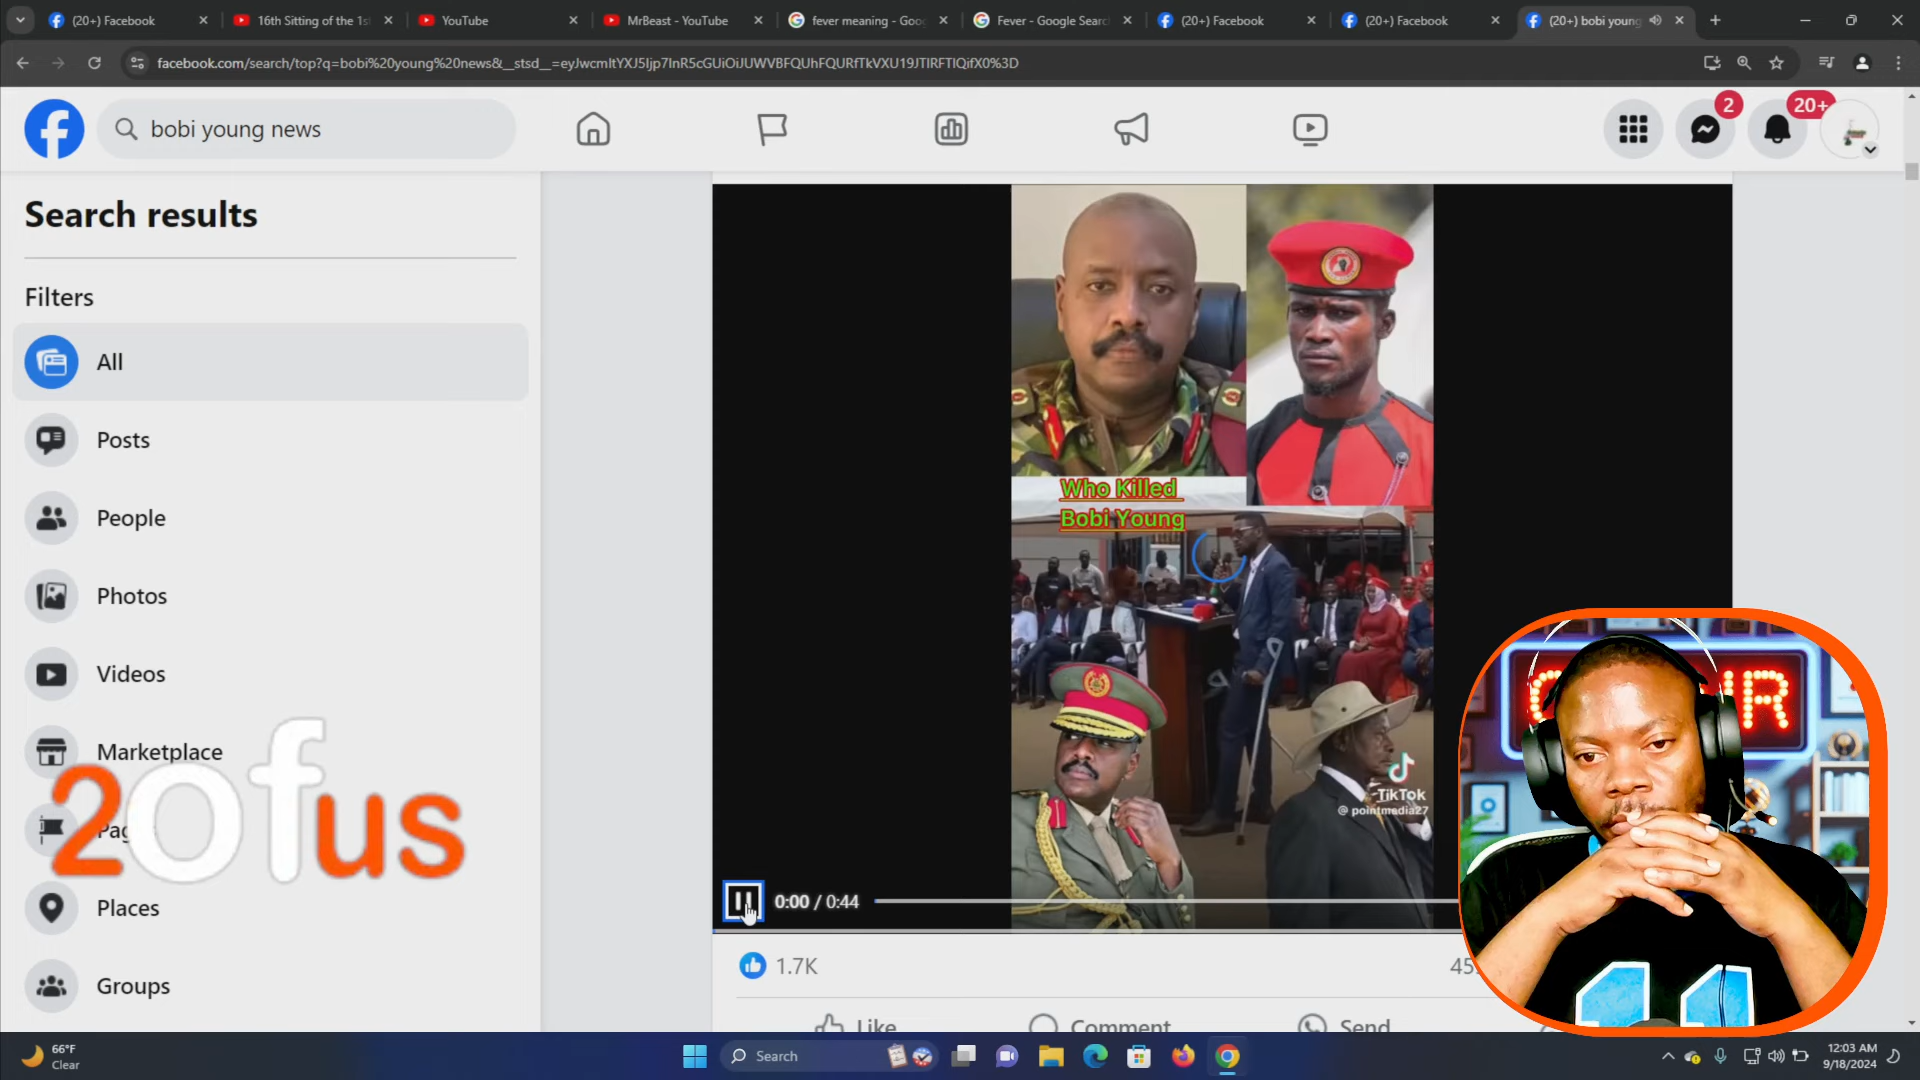 (20+) Facebook
16th Sitting of the 1s
YouTube
MrBeast - YouTube
fever meaning - Goo
Fever - Google Searc
(20+) Facebook
(20+) Facebook
(20+) bobi young
facebook.com/search/top?q=bobi%20young%20news&__stsd__=eyJwcmltYXJ5Ijp7InR5cGUiOiJUWVBFQUhFQURfTkVXU19JTlRFTlQifX0%3D
bobi young news
2
20+
Search results
Filters
All
Posts
People
Photos
Videos
Marketplace
Places
Groups
2ofus
Who Killed
Bobi Young
TikTok
@ pointmedia27
0:00 / 0:44
1.7K
Like
Comment
Send
11
66°F
Clear
Search
12:03 AM
9/18/2024